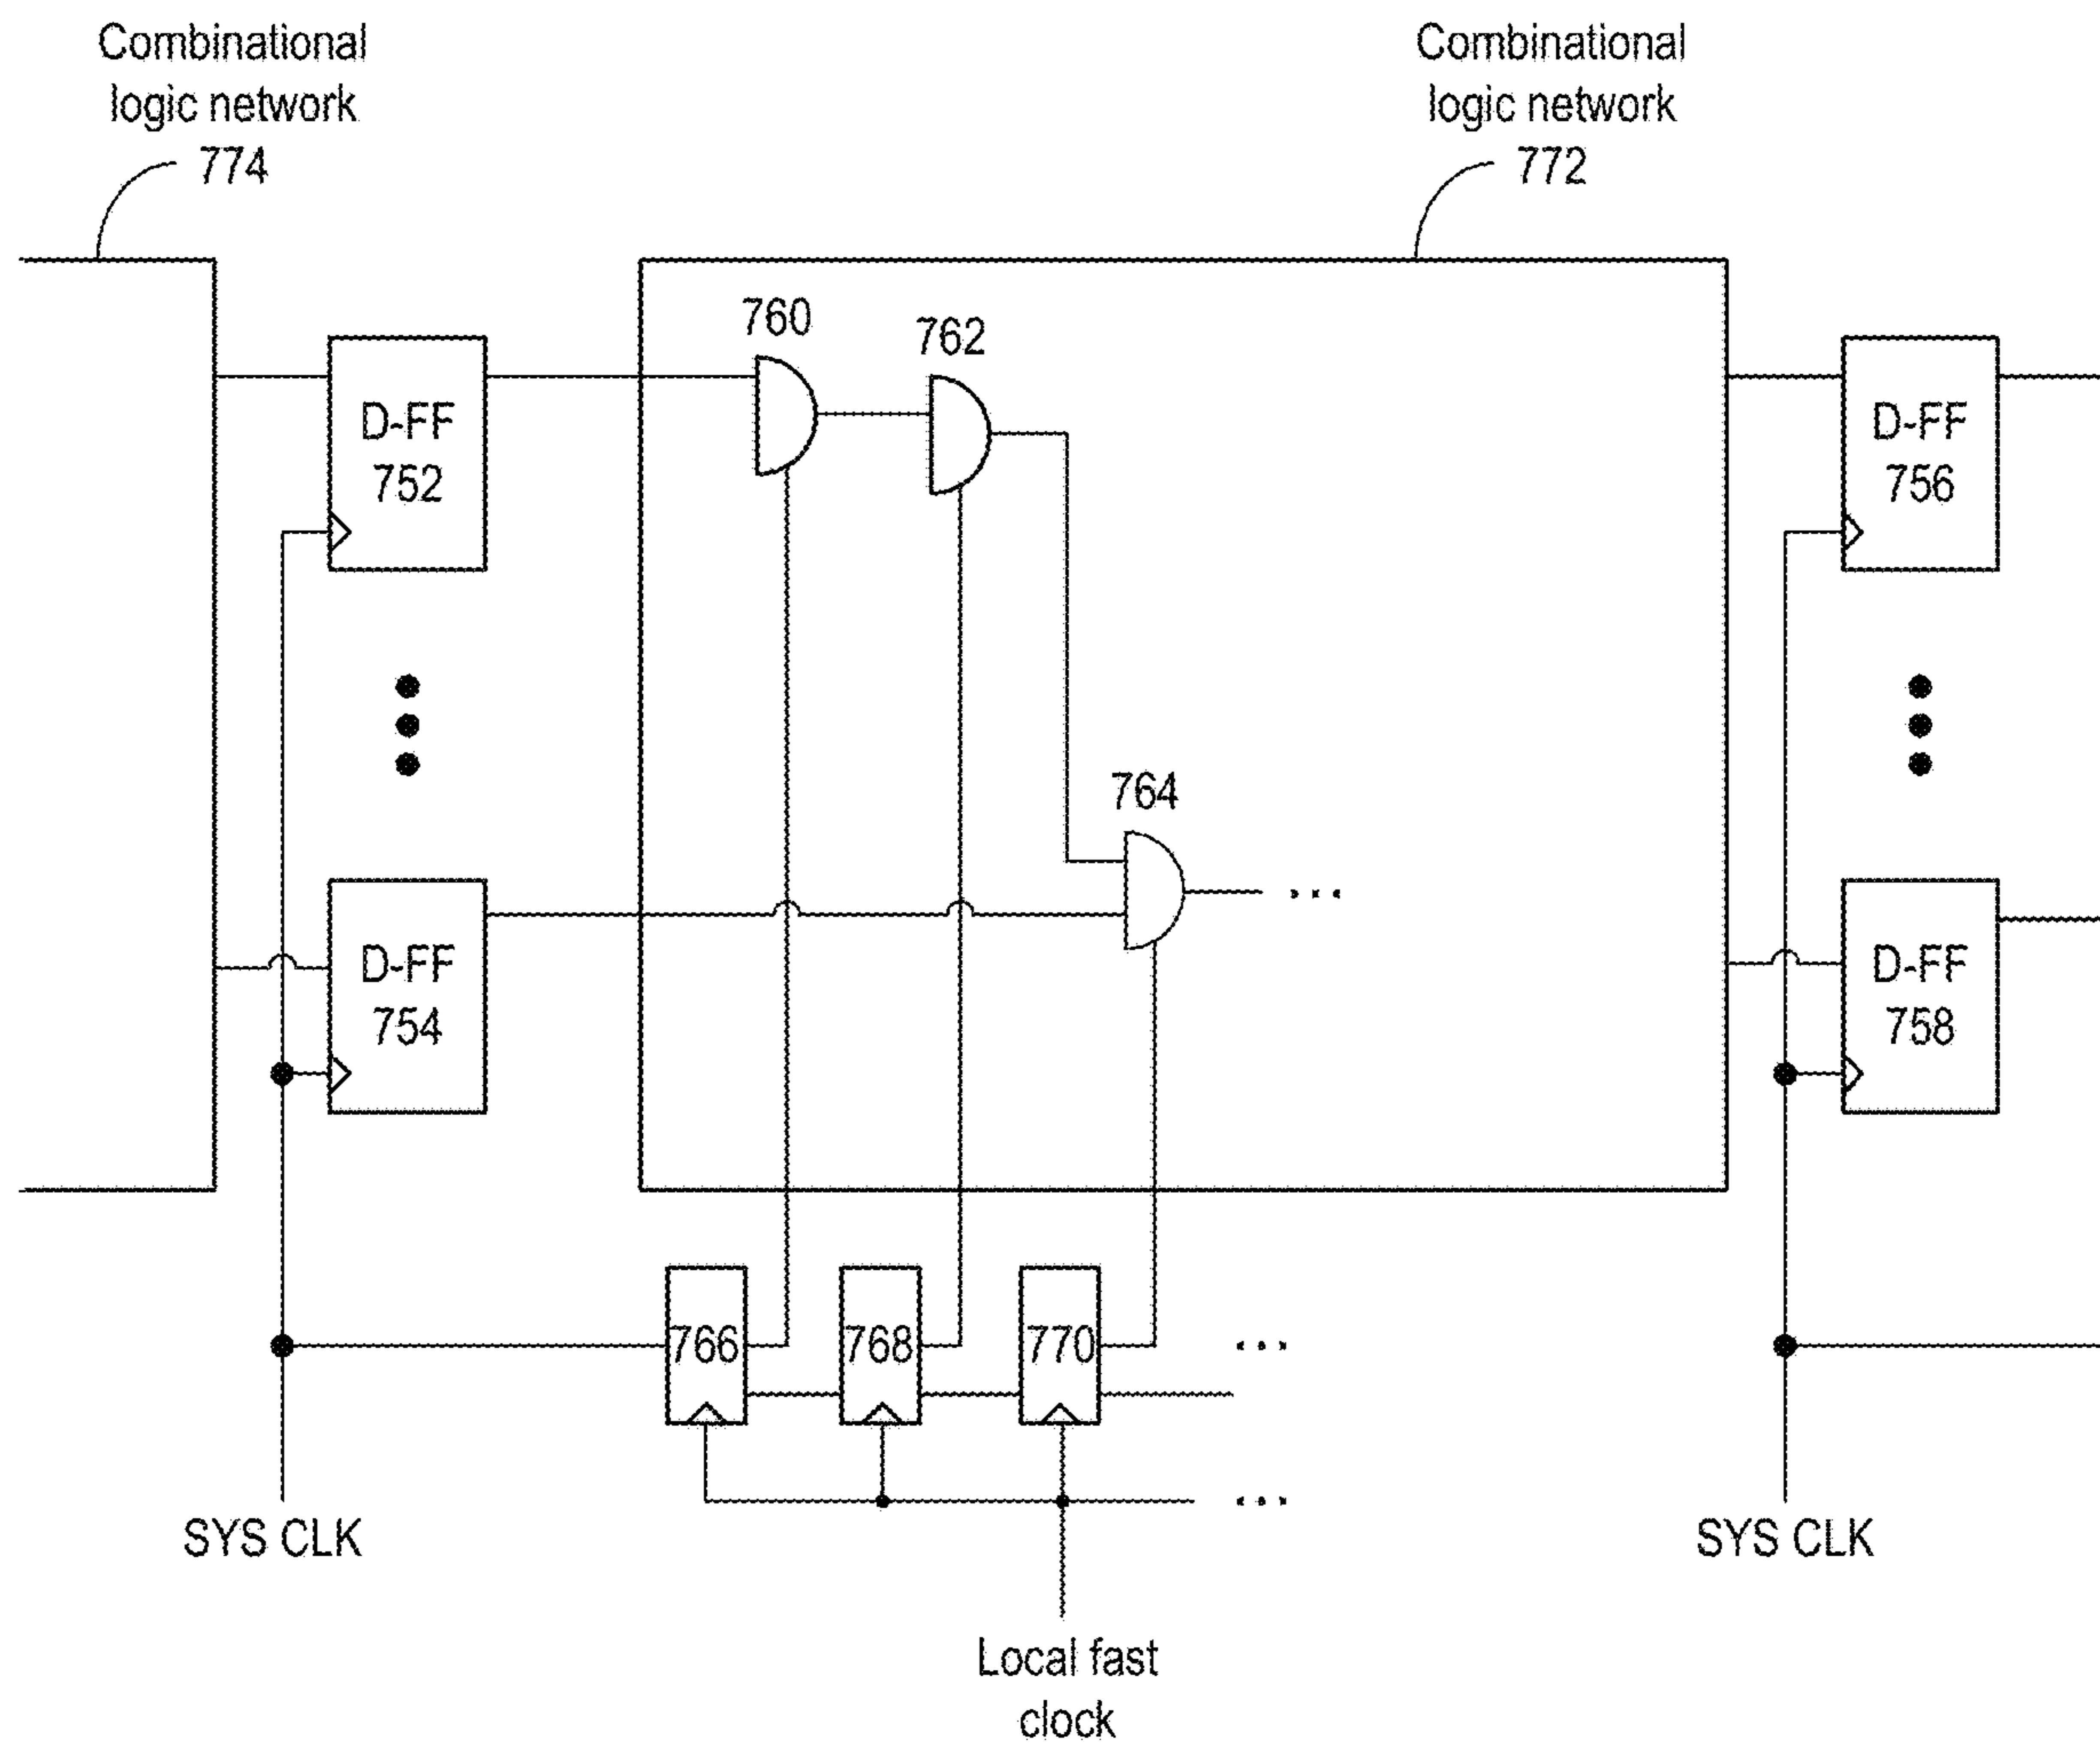 Combinational
logic network
774
Combinational
logic network
772
760
762
D-FF
752
D-FF
756
764
D-FF
754
D-FF
758
766
768
770
SYS CLK
SYS CLK
Local fast
clock